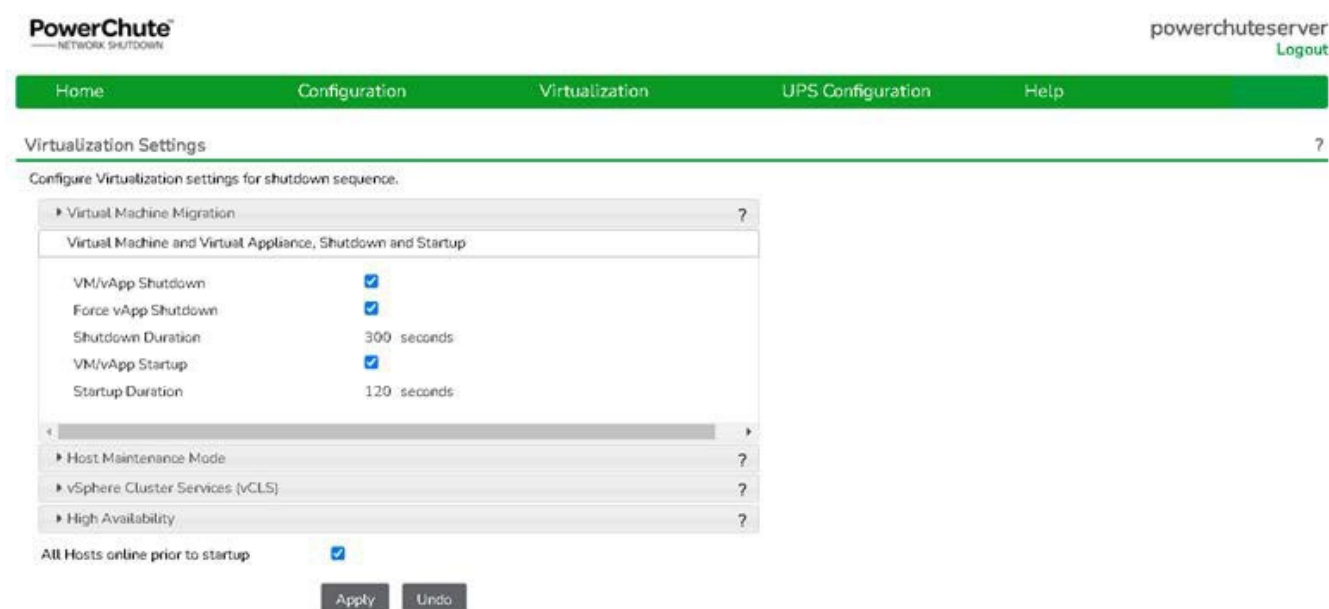 PowerChute
NETWORK SHUTDOWN
powerchuteserver
Logout
Home Configuration Virtualization UPS Configuration Help
Virtualization Settings ?
Configure Virtualization settings for shutdown sequence.
Virtual Machine Migration ?
Virtual Machine and Virtual Appliance, Shutdown and Startup
VM/vApp Shutdown
Force vApp Shutdown
Shutdown Duration 300 seconds
VM/vApp Startup
Startup Duration 120 seconds
Host Maintenance Mode ?
vSphere Cluster Services (vCLS) ?
High Availability ?
All Hosts online prior to startup
Apply Undo